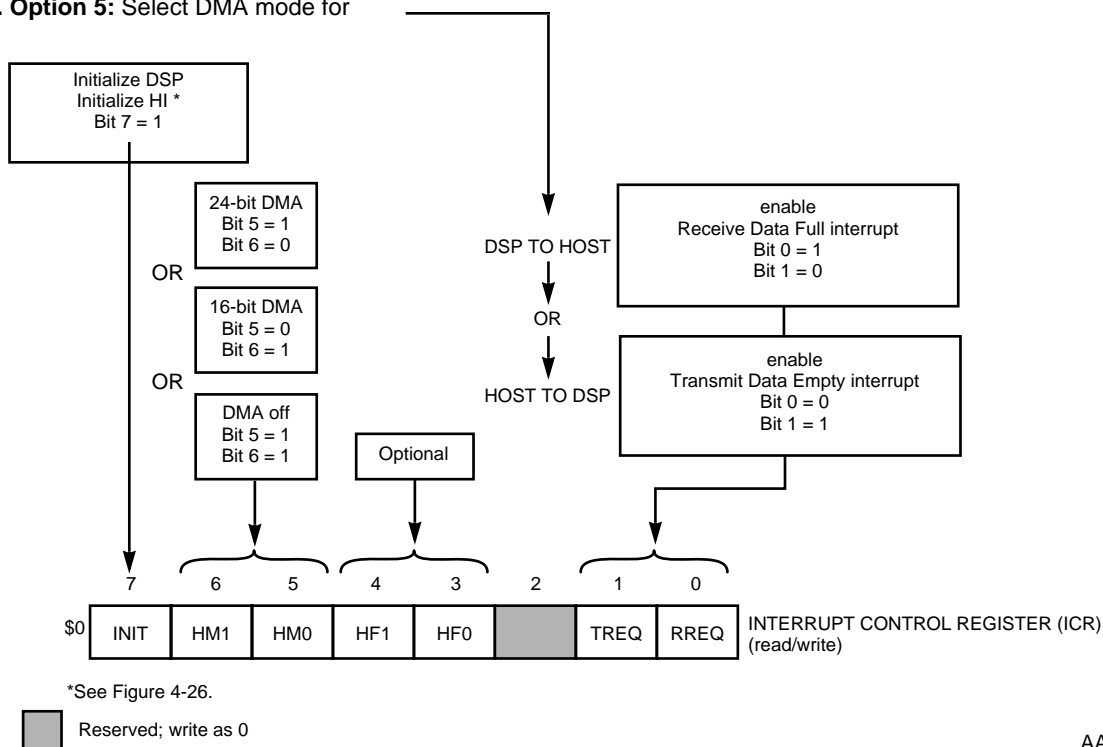 . Option 5: Select DMA mode for
Initialize DSP
Initialize HI *
Bit 7 = 1
24-bit DMA
Bit 5 = 1
Bit 6 = 0
OR
16-bit DMA
Bit 5 = 0
Bit 6 = 1
OR
DMA off
Bit 5 = 1
Bit 6 = 1
Optional
DSP TO HOST
OR
HOST TO DSP
enable
Receive Data Full interrupt
Bit 0 = 1
Bit 1 = 0
enable
Transmit Data Empty interrupt
Bit 0 = 0
Bit 1 = 1
7 6 5 4 3 2 1 0
$0 INIT HM1 HM0 HF1 HF0 TREQ RREQ
INTERRUPT CONTROL REGISTER (ICR)
(read/write)
*See Figure 4-26.
Reserved; write as 0
AA